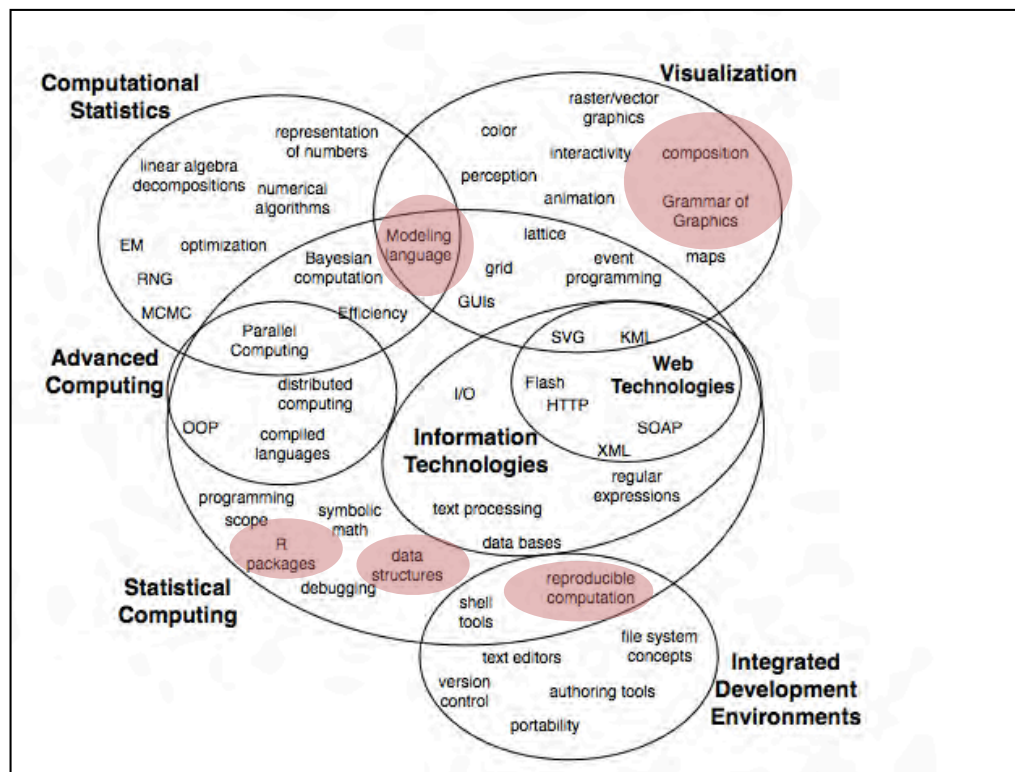 Computational
Statistics
Visualization
raster/vector
graphics
color
representation
of numbers
interactivity
composition
linear algebra
decompositions
perception
numerical
algorithms
animation
Grammar of
Graphics
EM
optimization
Modeling
language
lattice
maps
Bayesian
computation
grid
event
programming
RNG
GUIs
MCMC
Efficiency
Parallel
Computing
SVG
KML
Advanced
Computing
Web
Technologies
distributed
computing
I/O
Flash
HTTP
OOP
compiled
languages
Information
Technologies
SOAP
XML
regular
expressions
programming
scope
symbolic
math
text processing
R
packages
data
structures
data bases
debugging
reproducible
computation
Statistical
Computing
shell
tools
file system
concepts
text editors
Integrated
Development
Environments
version
control
authoring tools
portability